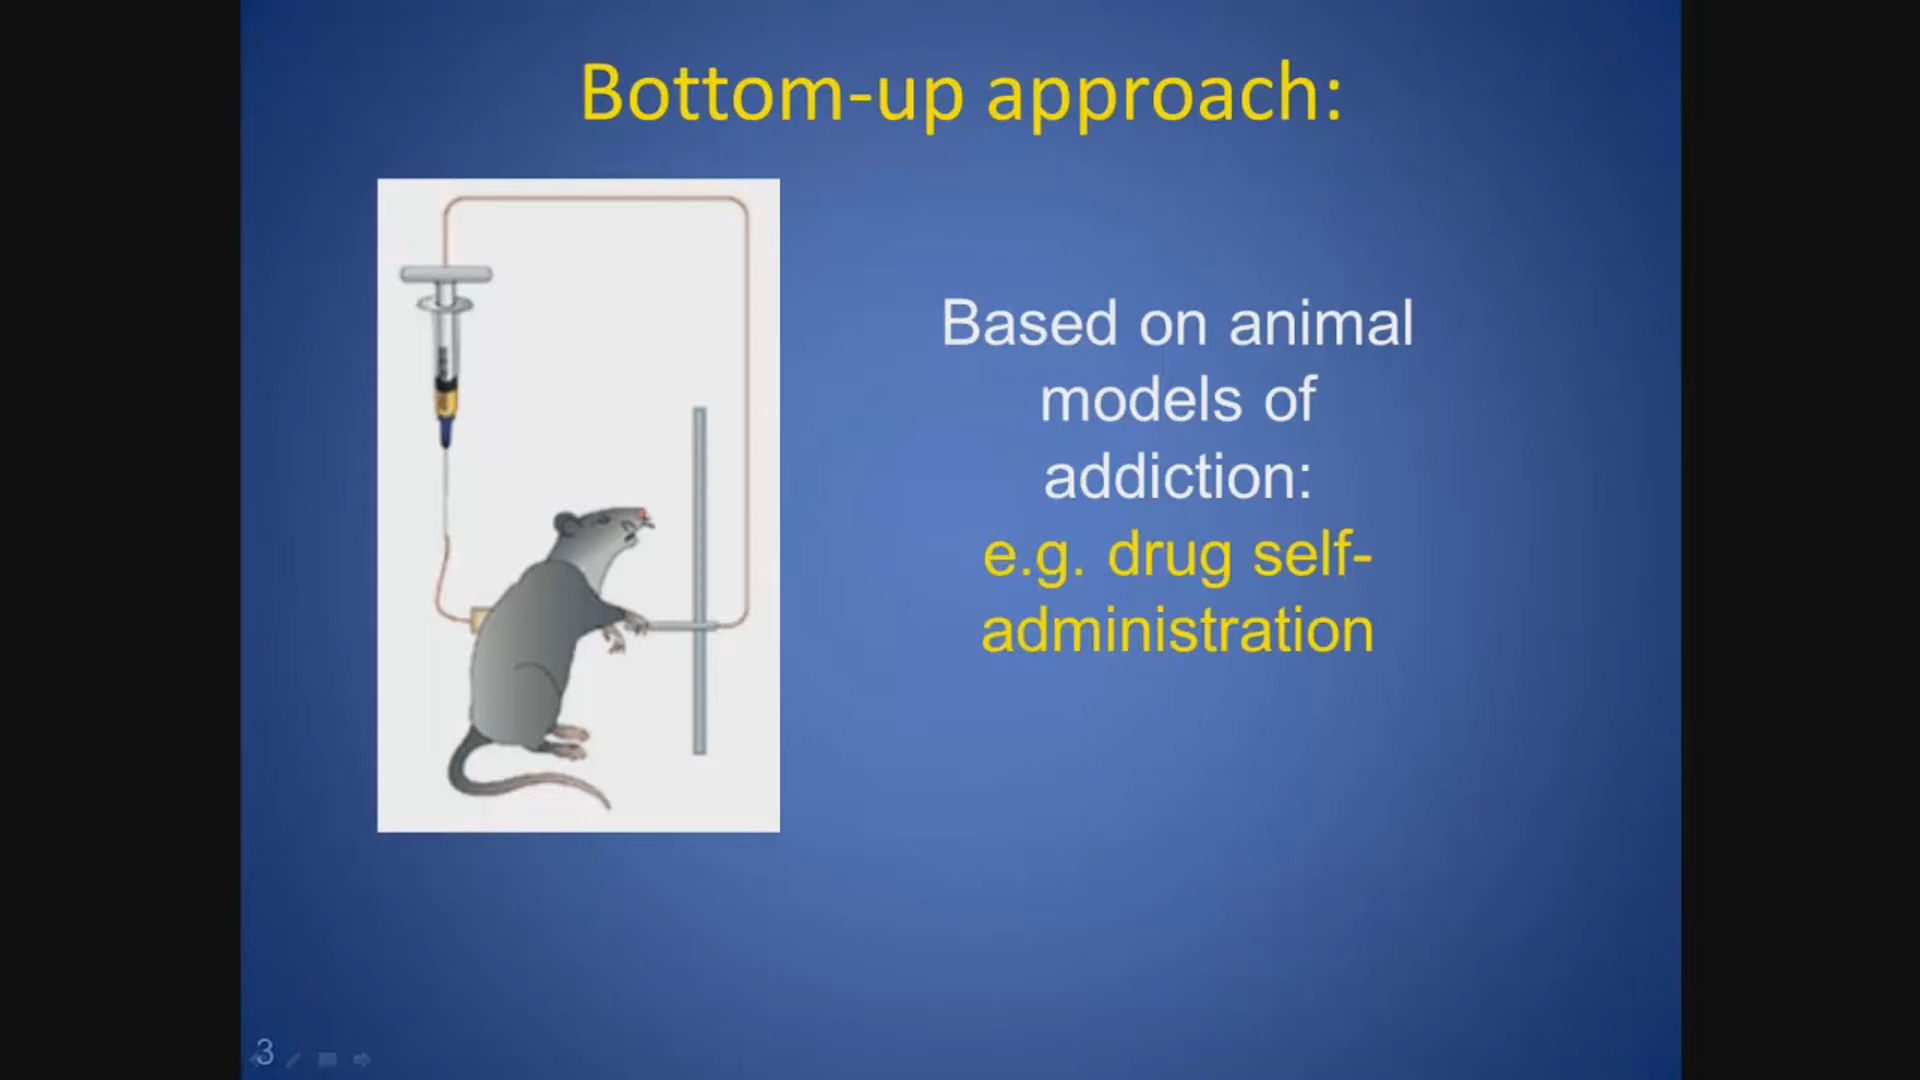 Bottom-up approach:
Based on animal
models of
addiction:
e.g. drug self-
administration
3